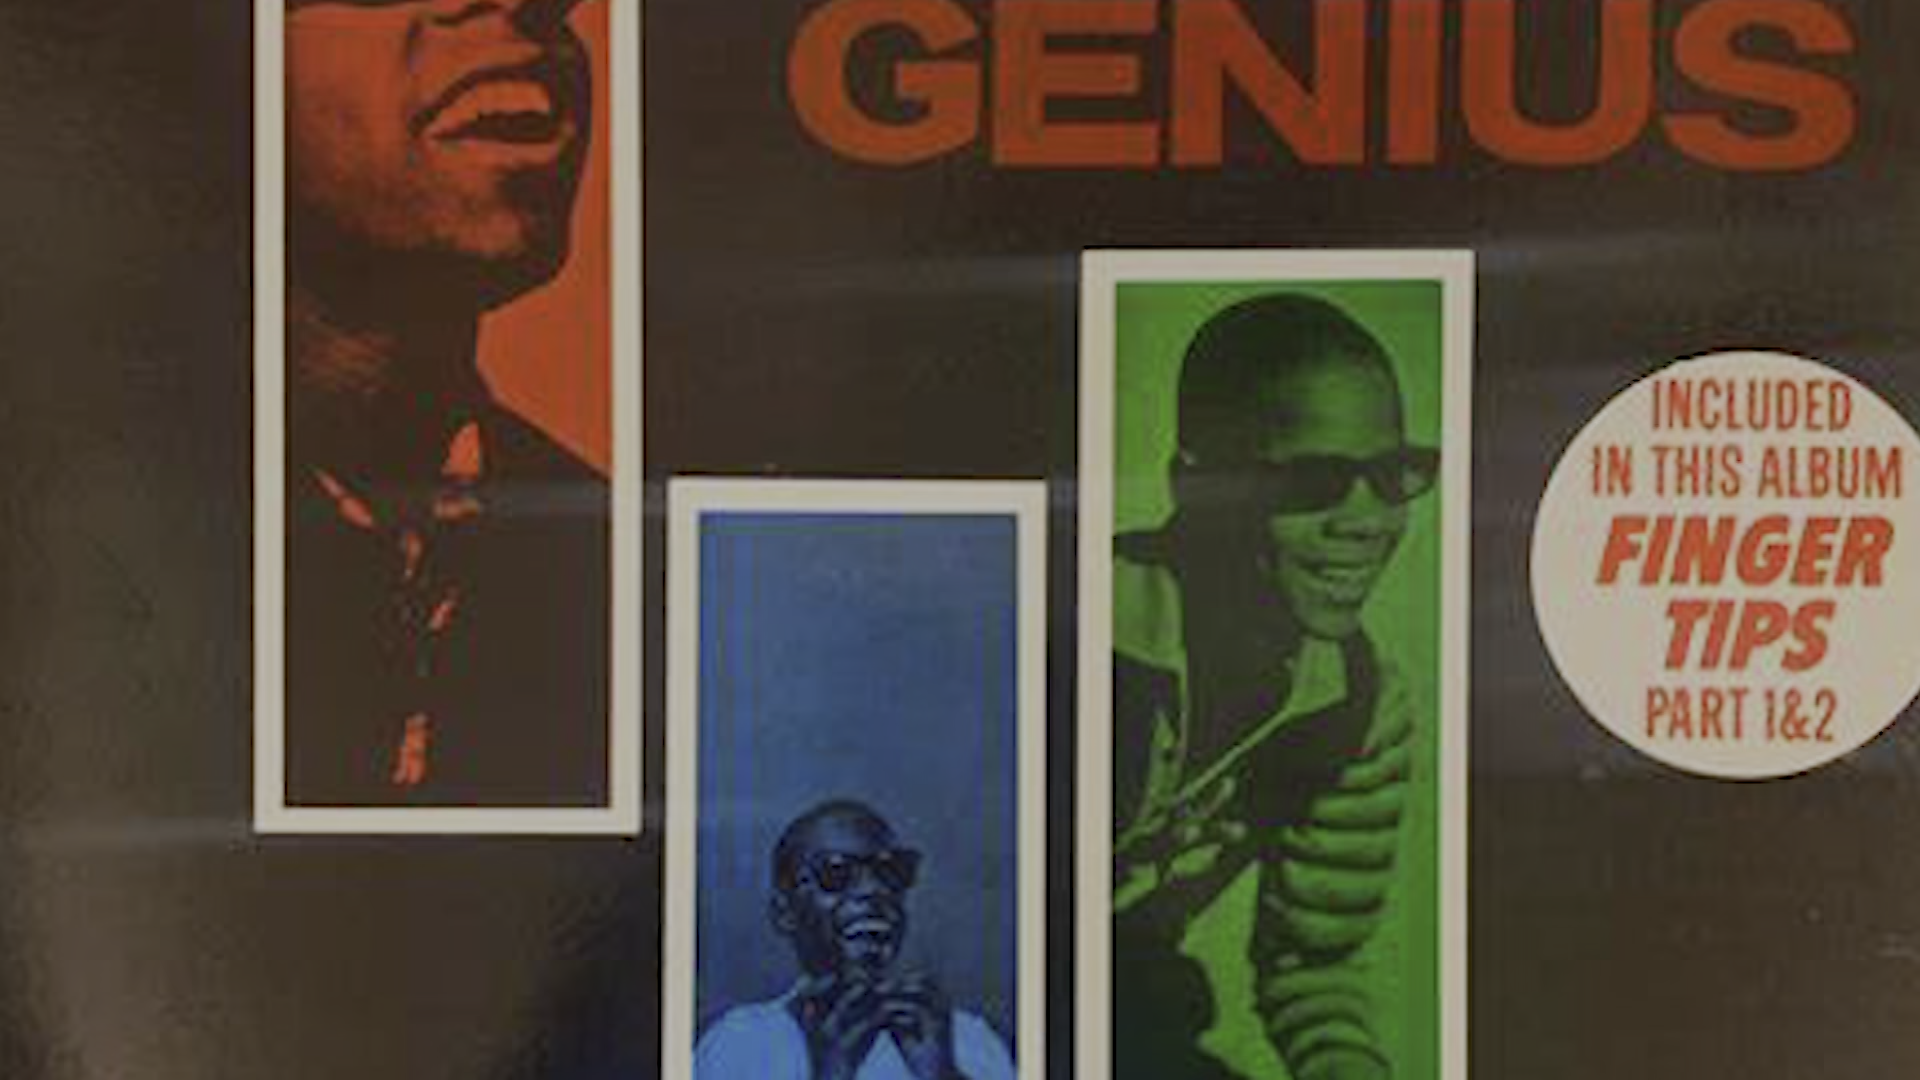 GENIUS
INCLUDED
IN THIS ALBUM
FINGER
TIPS
PART 1&2